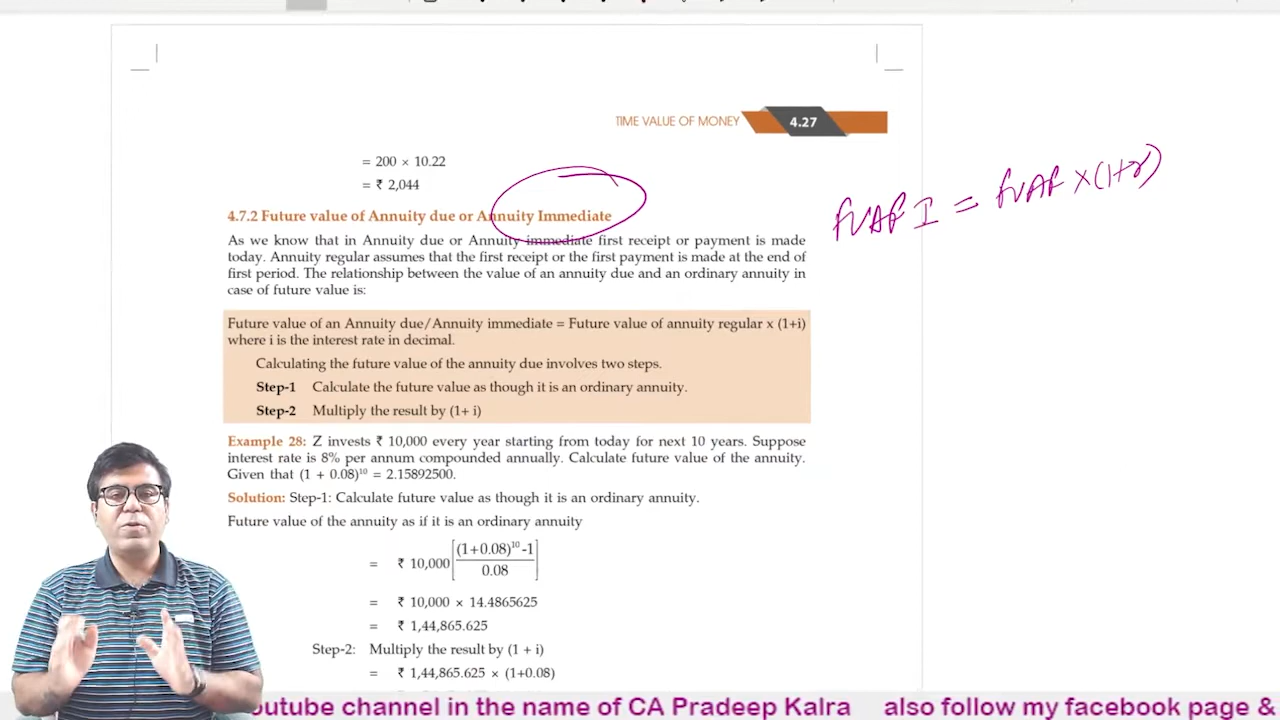 TIME VALUE OF MONEY 4.27
= 200 × 10.22
= ₹ 2,044
4.7.2 Future value of Annuity due or Annuity Immediate
FVAF I = FVAF × (1+r)
As we know that in Annuity due or Annuity immediate first receipt or payment is made
today. Annuity regular assumes that the first receipt or the first payment is made at the end of
first period. The relationship between the value of an annuity due and an ordinary annuity in
case of future value is:
Future value of an Annuity due/Annuity immediate = Future value of annuity regular x (1+i)
where i is the interest rate in decimal.
Calculating the future value of the annuity due involves two steps.
Step-1 Calculate the future value as though it is an ordinary annuity.
Step-2 Multiply the result by (1+ i)
Example 28: Z invests ₹ 10,000 every year starting from today for next 10 years. Suppose
interest rate is 8% per annum compounded annually. Calculate future value of the annuity.
Given that (1 + 0.08)¹⁰ = 2.15892500.
Solution: Step-1: Calculate future value as though it is an ordinary annuity.
Future value of the annuity as if it is an ordinary annuity
= ₹ 10,000 [(1+0.08)¹⁰ -1 / 0.08]
= ₹ 10,000 × 14.4865625
= ₹ 1,44,865.625
Step-2: Multiply the result by (1 + i)
= ₹ 1,44,865.625 × (1+0.08)
outube channel in the name of CA Pradeep Kalra also follow my facebook page &